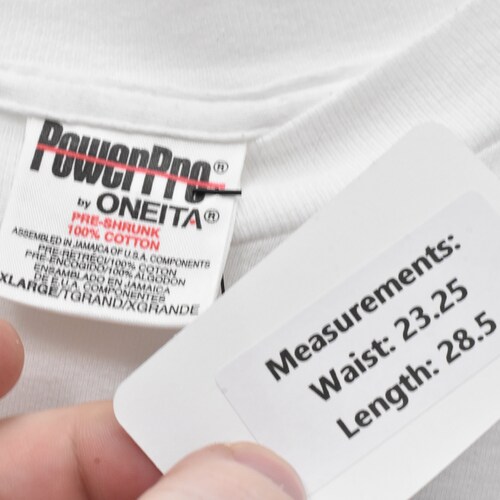 PowerPro®
by ONEITA®
PRE-SHRUNK
100% COTTON
ASSEMBLED IN JAMAICA OF U.S.A. COMPONENTS
PRE-RETRECI/100% COTON
PRE-ENCOGIDO/100% ALGODON
ENSAMBLADO EN JAMAICA
U.S.A. COMPONENTES
XLARGE/TGRAND/XGRANDE
Measurements:
Waist: 23.25
Length: 28.5